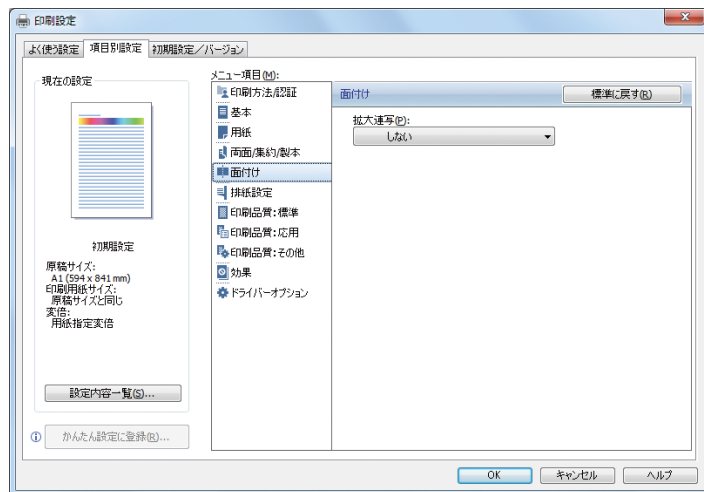 印刷設定
よく使う設定 項目別設定 初期設定／バージョン
現在の設定
初期設定
原稿サイズ:
A1 (594 x 841 mm)
印刷用紙サイズ:
原稿サイズと同じ
変倍:
用紙指定変倍
設定内容一覧(S)...
かんたん設定に登録(R)...
メニュー項目(M):
印刷方法/認証
基本
用紙
両面/集約/製本
面付け
排紙設定
印刷品質:標準
印刷品質:応用
印刷品質:その他
効果
ドライバーオプション
面付け
標準に戻す(R)
拡大連写(P):
しない
OK キャンセル ヘルプ